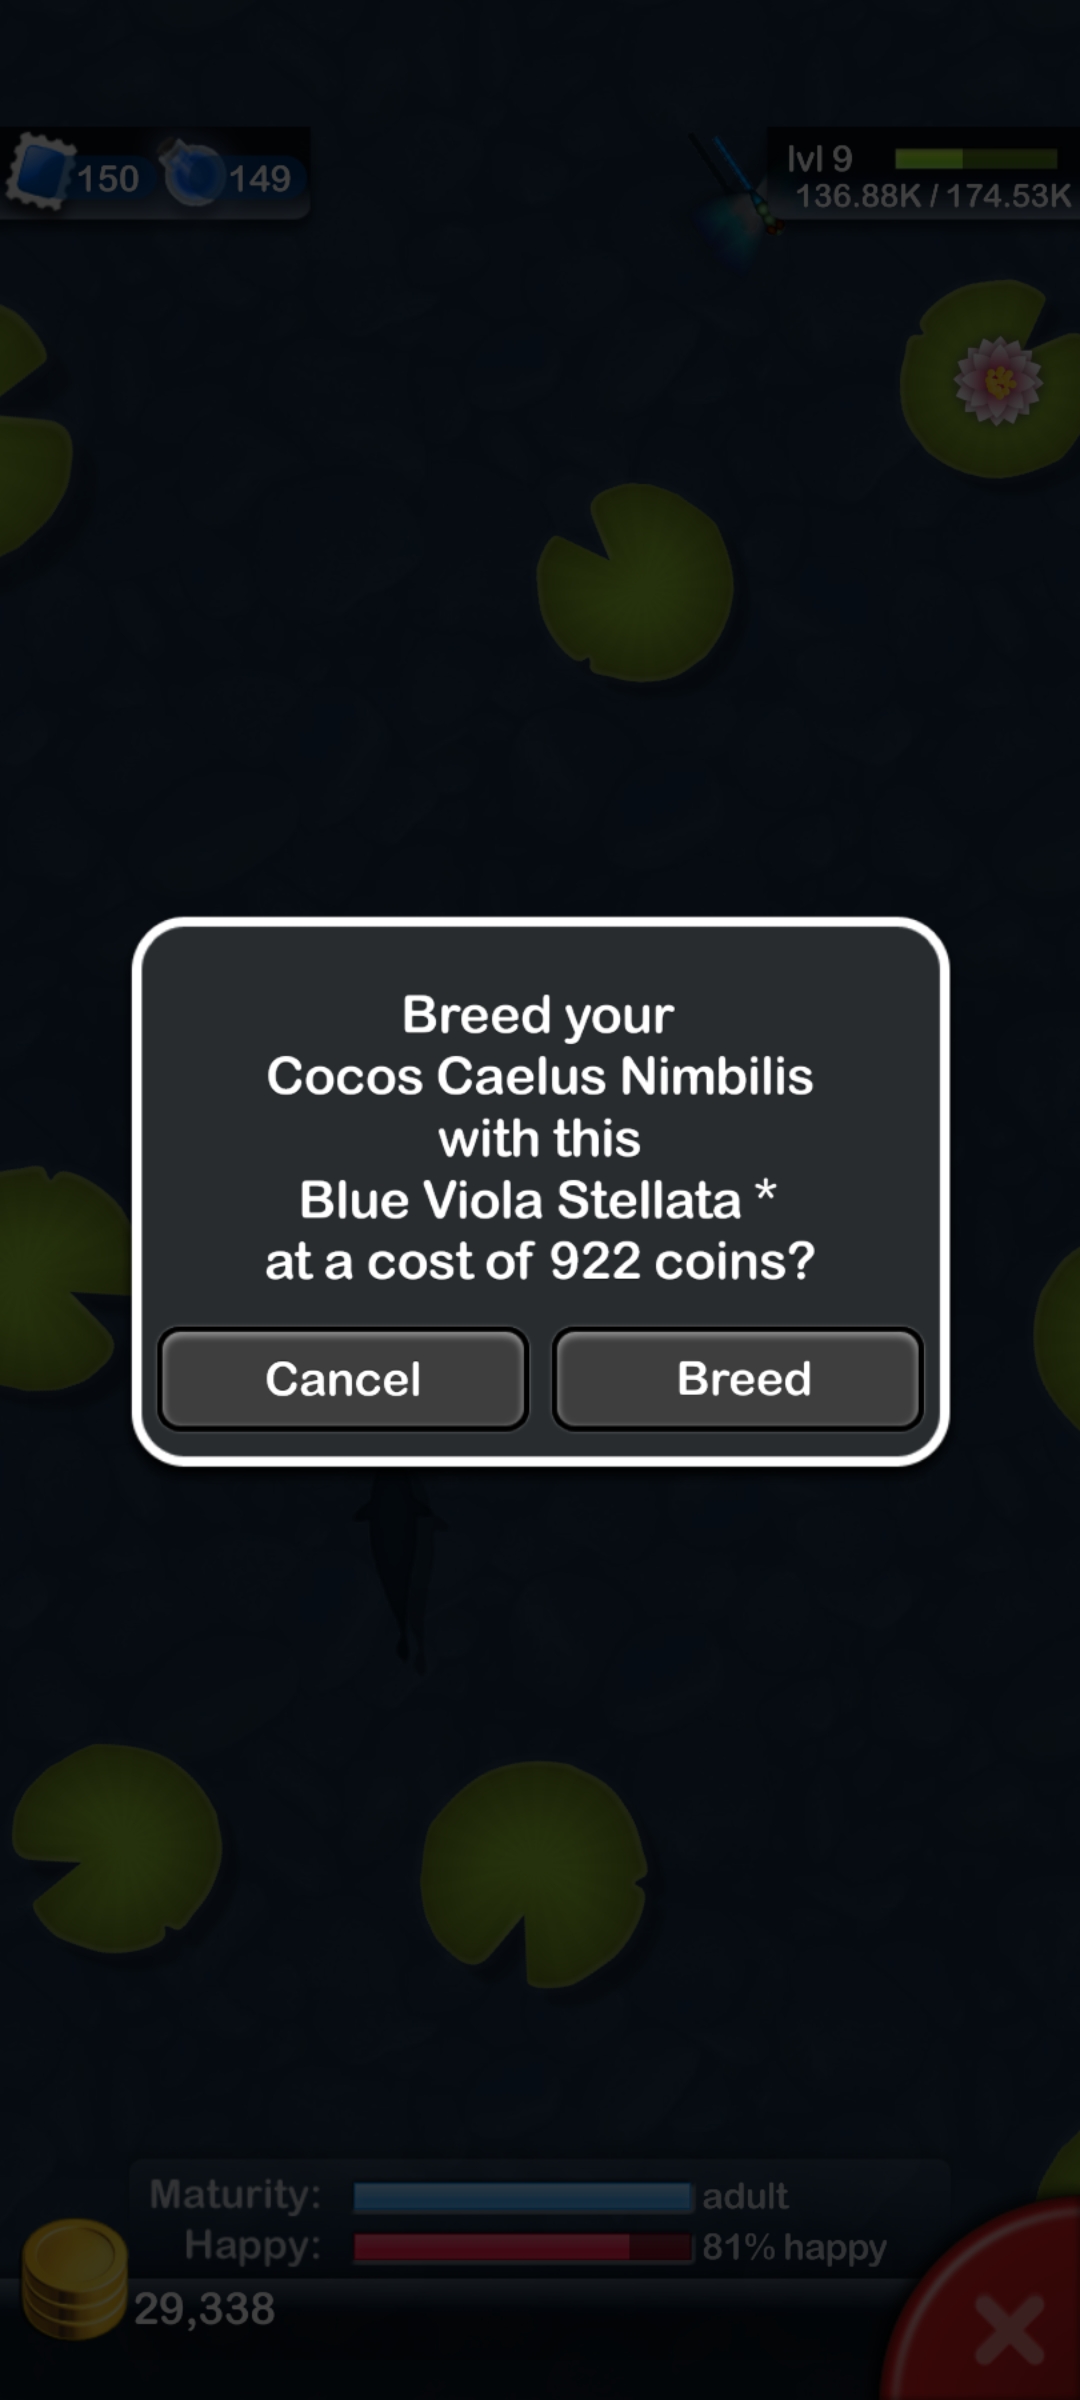 150
149
lvl 9
136.88K / 174.53K
Breed your
Cocos Caelus Nimbilis
with this
Blue Viola Stellata *
at a cost of 922 coins?
Cancel
Breed
Maturity: adult
Happy: 81% happy
29,338